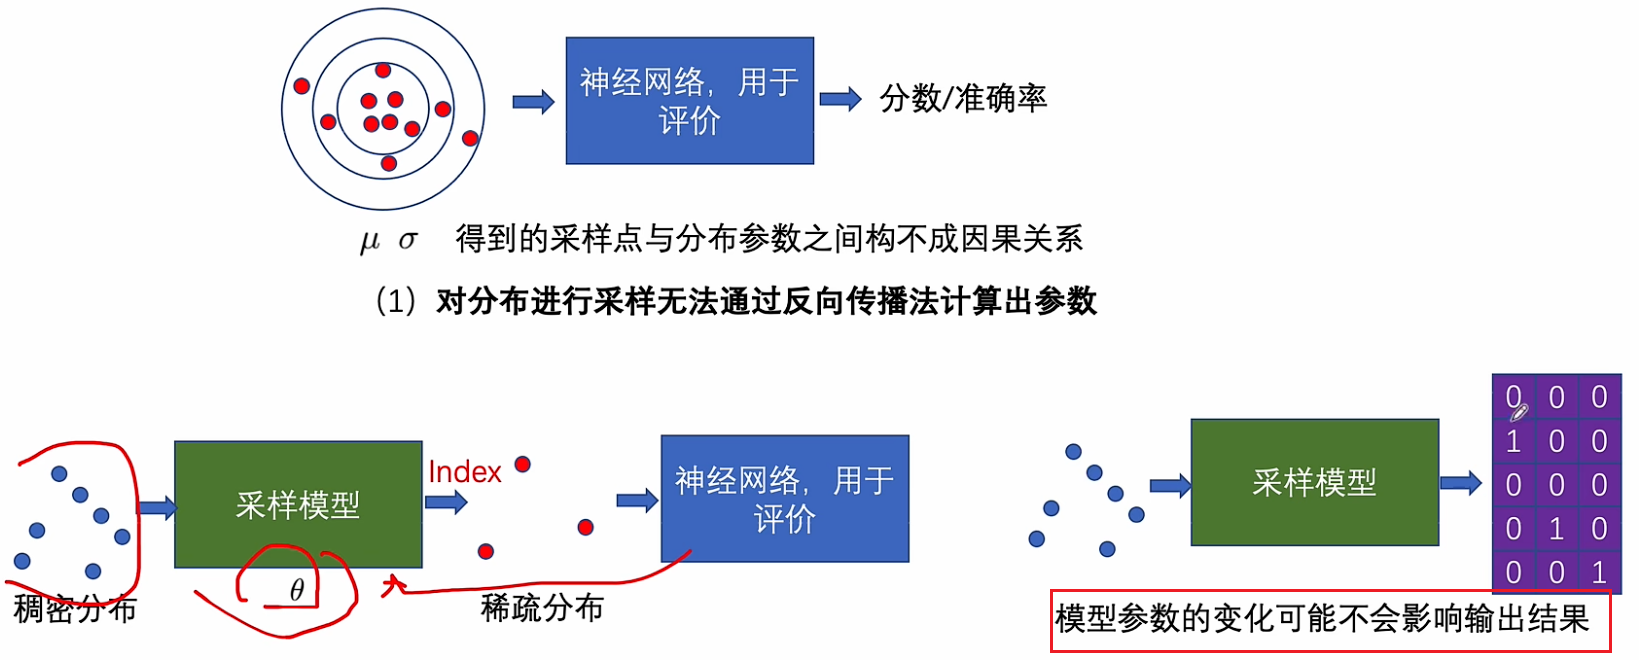 神经网络，用于
评价
分数/准确率
μ σ 得到的采样点与分布参数之间构不成因果关系
（1）对分布进行采样无法通过反向传播法计算出参数
采样模型
θ
稠密分布
Index
稀疏分布
神经网络，用于
评价
采样模型
0 0 0
1 0 0
0 0 0
0 1 0
0 0 1
模型参数的变化可能不会影响输出结果